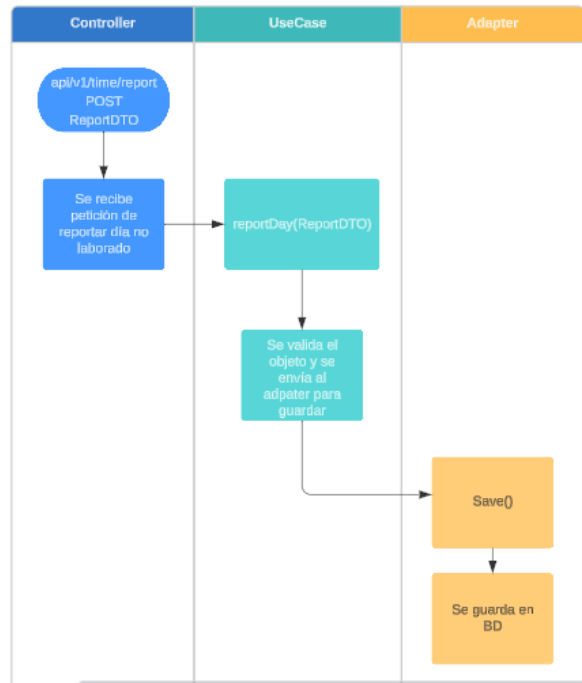 Controller
UseCase
Adapter
api/v1/time/report
POST
ReportDTO
Se recibe
petición de
reportar día no
laborado
reportDay(ReportDTO)
Se valida el
objeto y se
envía al
adpater para
guardar
Save()
Se guarda en
BD